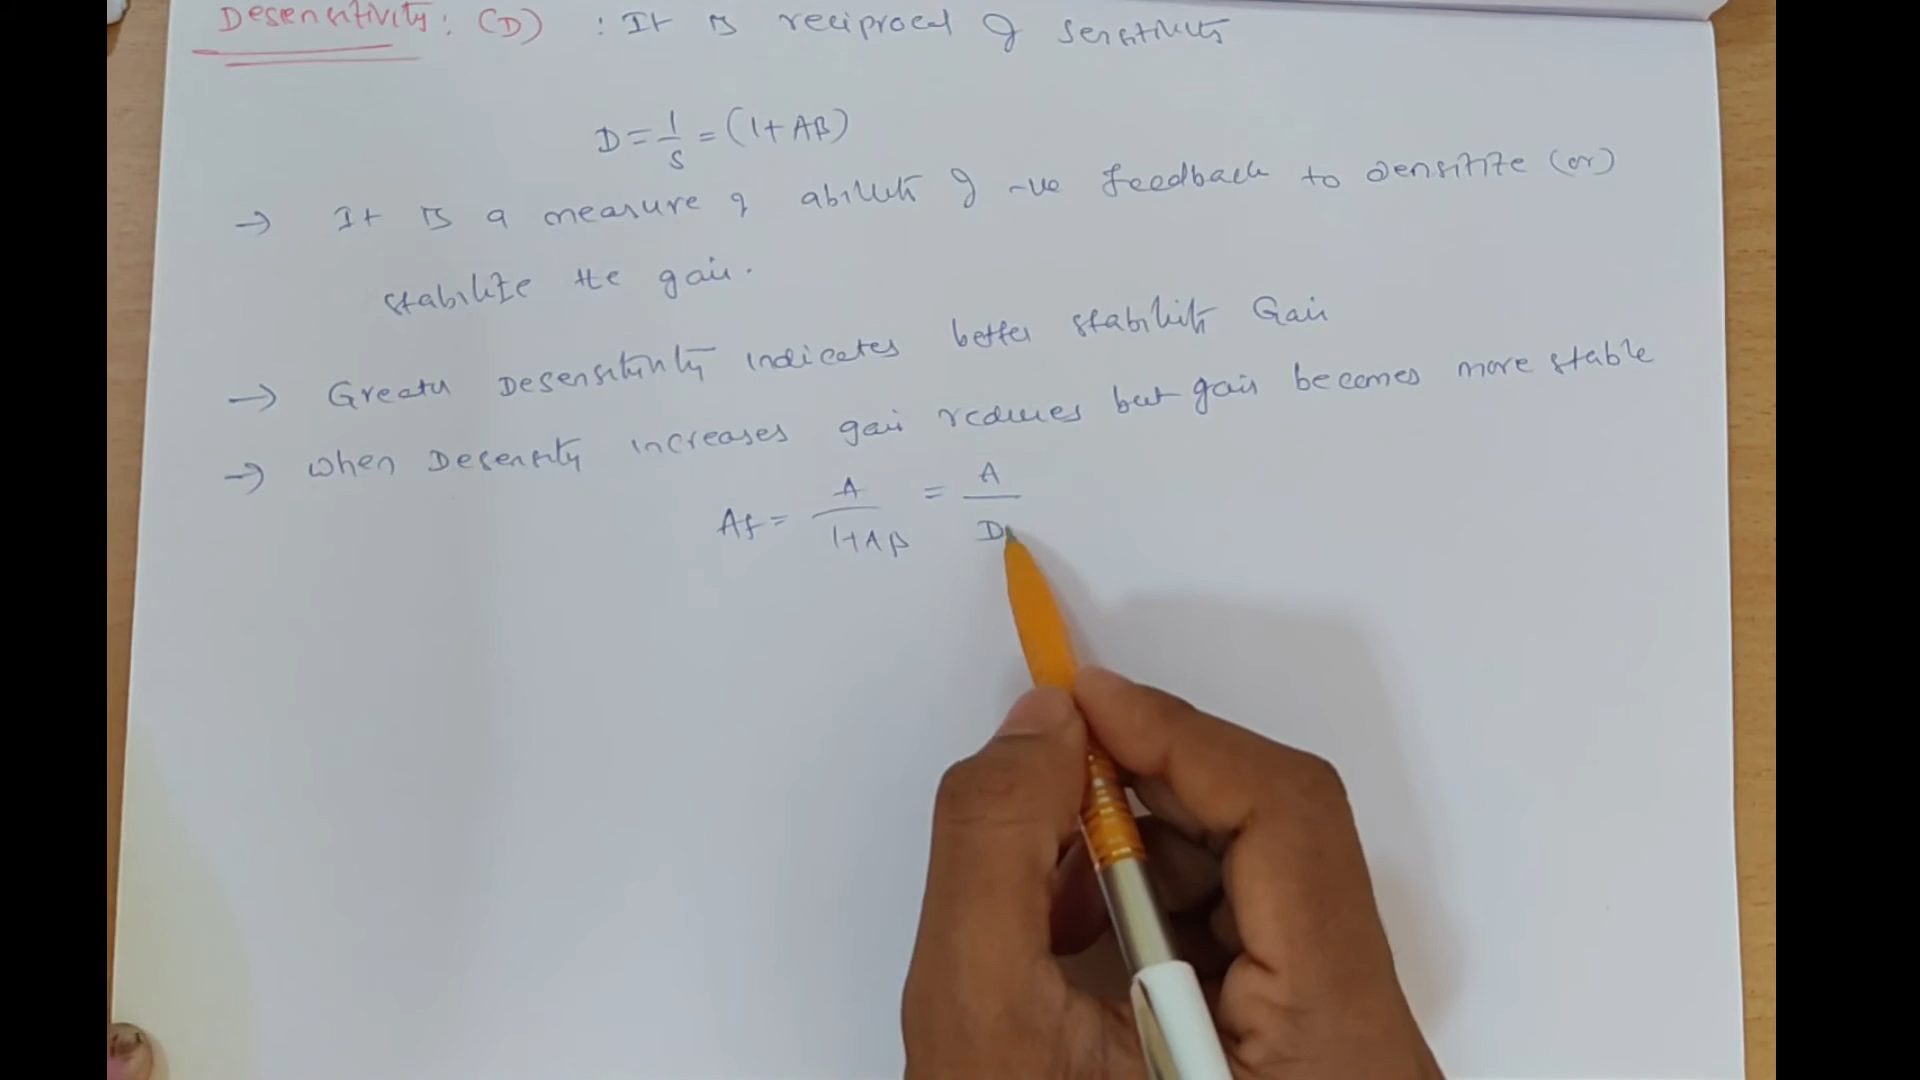 Desensitivity: (D) : It is reciprocal of sensitivity
D = 1/S = (1+Aβ)
→ It is a measure of ability of -ve feedback to densitize (or)
stabilize the gain.
→ Greater Desensitivity indicates better stability Gain
→ When Desensity increases gain reduces but gain becomes more stable
Af = A/1+Aβ = A/D